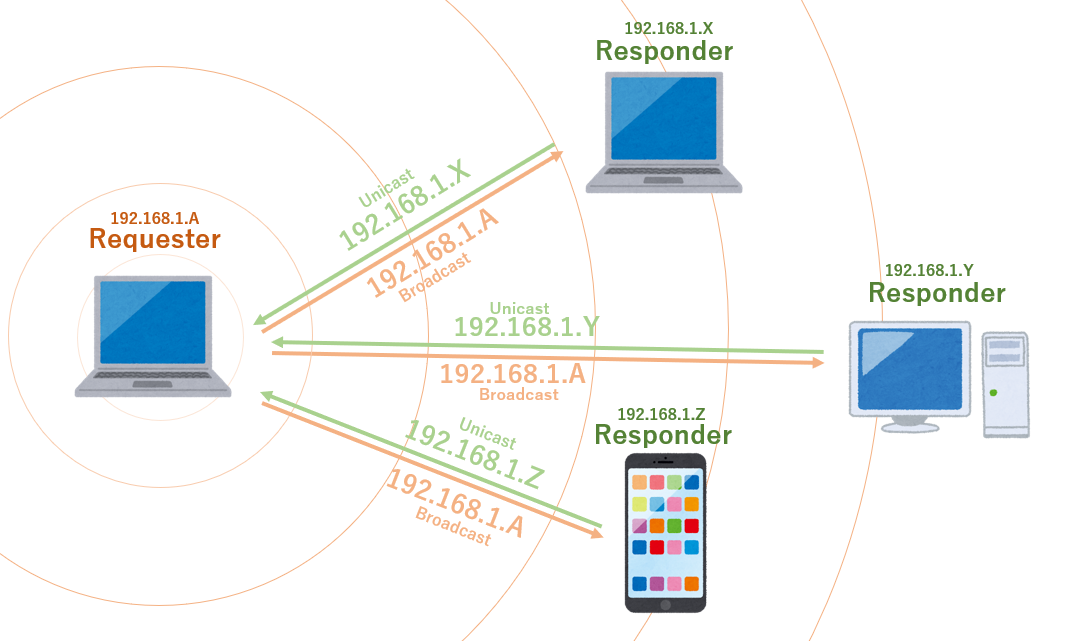 192.168.1.X
Responder
192.168.1.A
Requester
Unicast
192.168.1.X
192.168.1.A
Broadcast
192.168.1.Y
Responder
Unicast
192.168.1.Y
192.168.1.A
Broadcast
192.168.1.Z
Responder
Unicast
192.168.1.Z
192.168.1.A
Broadcast